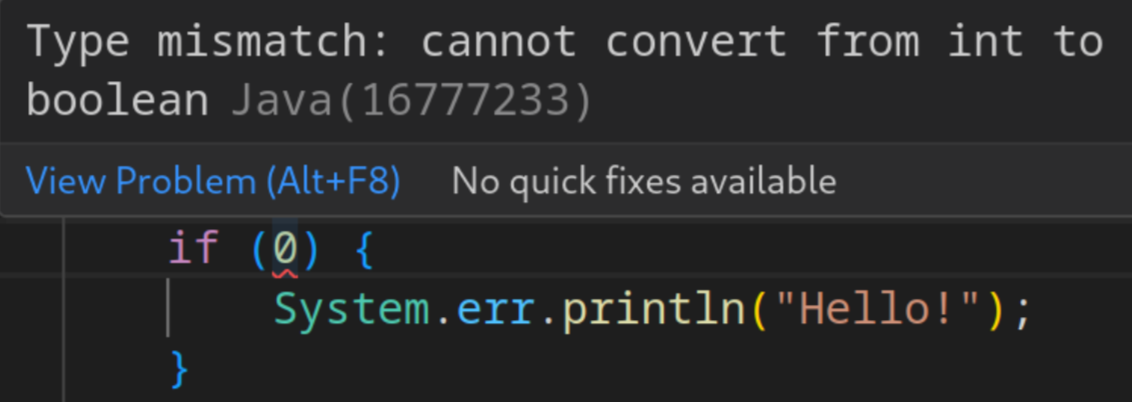 Type mismatch: cannot convert from int to
boolean Java(16777233)
View Problem (Alt+F8) No quick fixes available
if (0) {
System.err.println("Hello!");
}